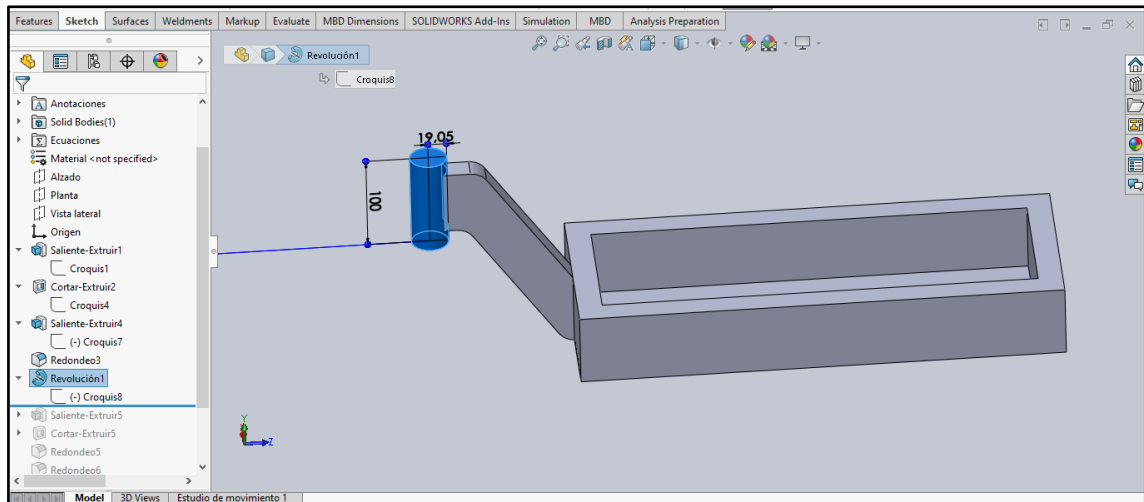 Features Sketch Surfaces Weldments Markup Evaluate MBD Dimensions SOLIDWORKS Add-Ins Simulation MBD Analysis Preparation
Revolución1
Croquis8
Anotaciones
Solid Bodies(1)
Ecuaciones
Material <not specified>
Alzado
Planta
Vista lateral
Origen
Saliente-Extruir1
Croquis1
Cortar-Extruir2
Croquis4
Saliente-Extruir4
(-) Croquis7
Redondeo3
Revolución1
(-) Croquis8
Saliente-Extruir5
Cortar-Extruir5
Redondeo5
Redondeo6
19,05
100
Y
Z
Model 3D Views Estudio de movimiento 1